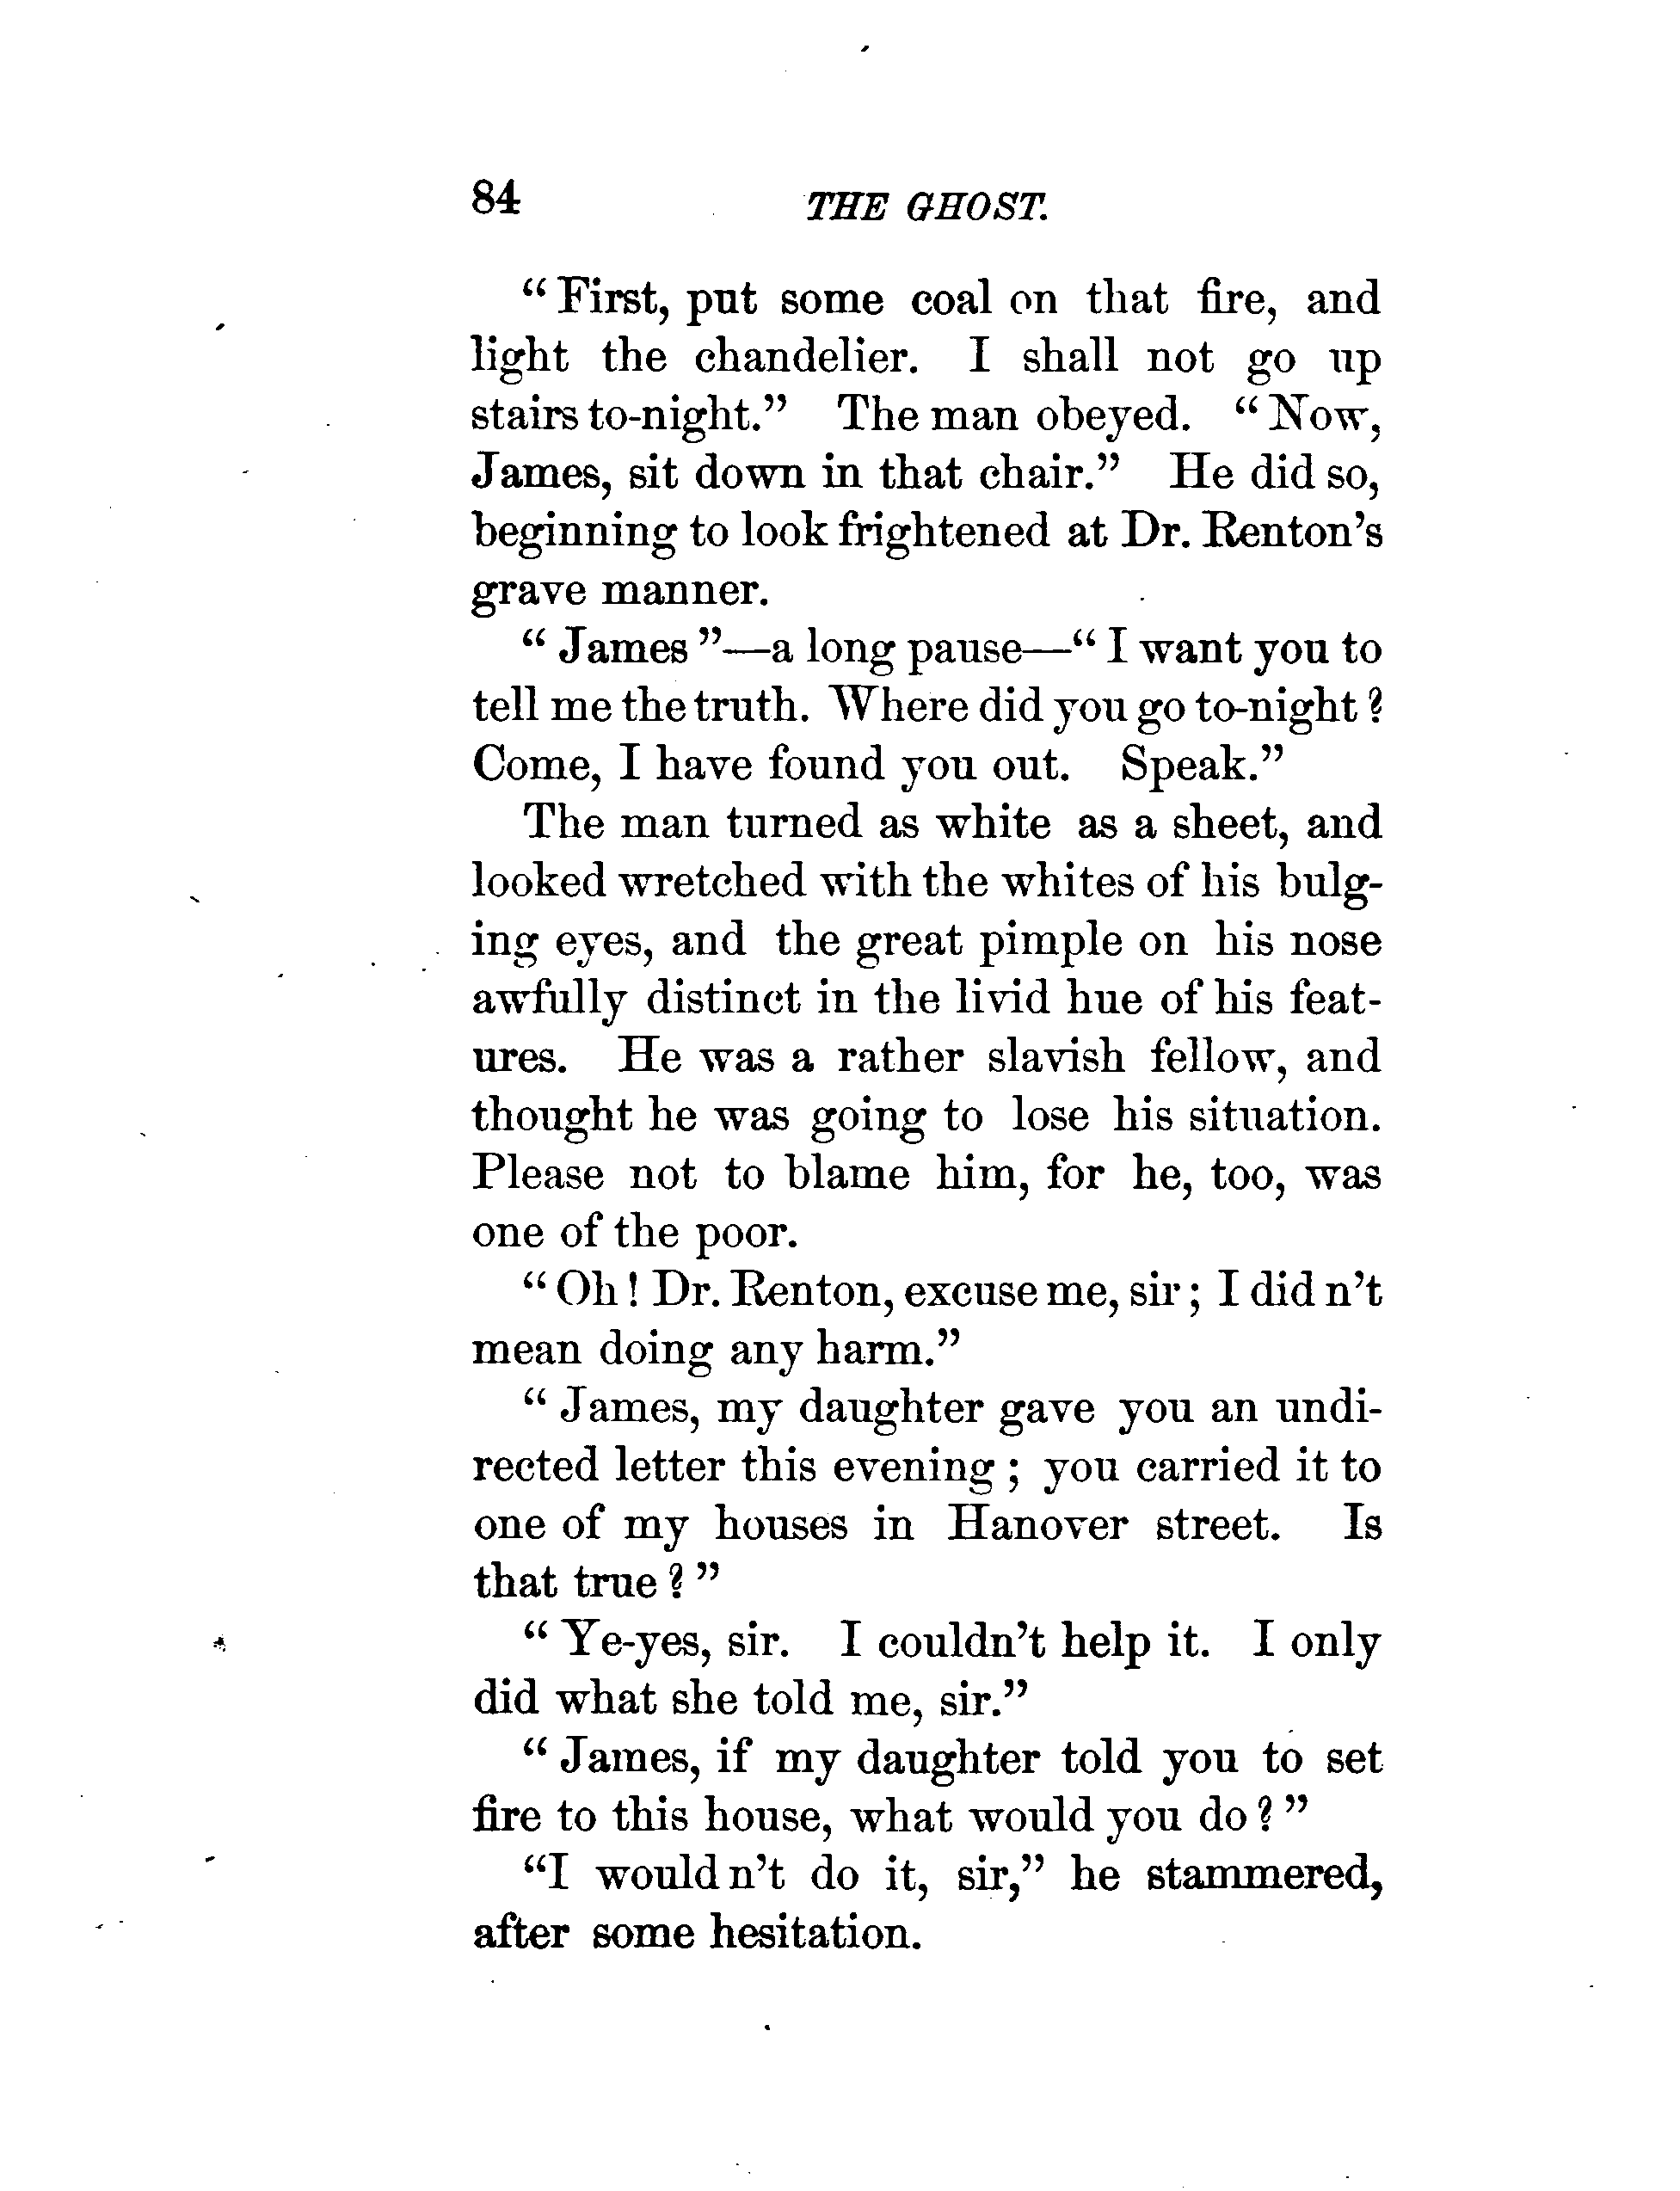 84 THE GHOST.
“First, put some coal on that fire, and
light the chandelier. I shall not go up
stairs to-night.” The man obeyed. “Now,
James, sit down in that chair.” He did so,
beginning to look frightened at Dr. Renton’s
grave manner.
“James”—a long pause—“I want you to
tell me the truth. Where did you go to-night?
Come, I have found you out. Speak.”
The man turned as white as a sheet, and
looked wretched with the whites of his bulg-
ing eyes, and the great pimple on his nose
awfully distinct in the livid hue of his feat-
ures. He was a rather slavish fellow, and
thought he was going to lose his situation.
Please not to blame him, for he, too, was
one of the poor.
“Oh! Dr. Renton, excuse me, sir; I did n’t
mean doing any harm.”
“James, my daughter gave you an undi-
rected letter this evening; you carried it to
one of my houses in Hanover street. Is
that true?”
“Ye-yes, sir. I couldn’t help it. I only
did what she told me, sir.”
“James, if my daughter told you to set
fire to this house, what would you do?”
“I would n’t do it, sir,” he stammered,
after some hesitation.